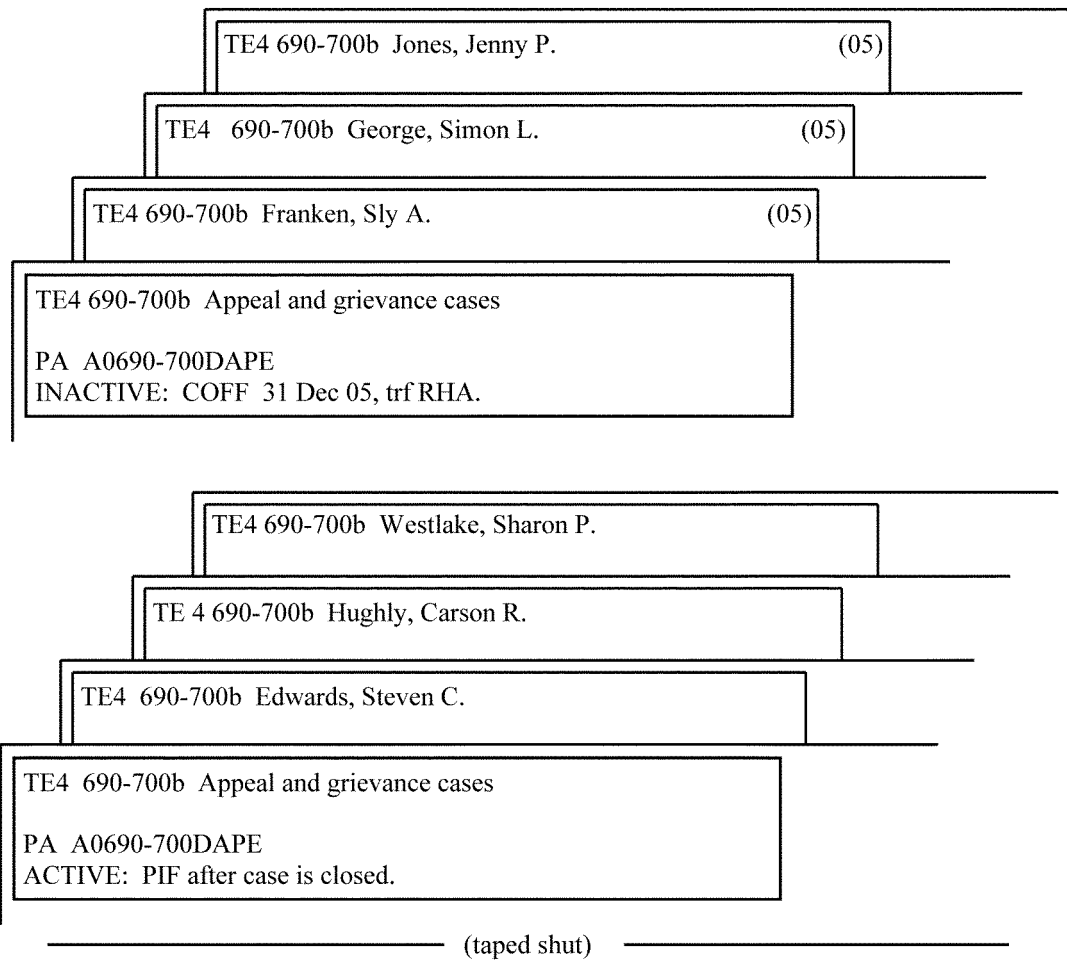 TE4 690-700b Jones, Jenny P. (05)
TE4 690-700b George, Simon L. (05)
TE4 690-700b Franken, Sly A. (05)
TE4 690-700b Appeal and grievance cases
PA A0690-700DAPE
INACTIVE: COFF 31 Dec 05, trf RHA.
TE4 690-700b Westlake, Sharon P.
TE 4 690-700b Hughly, Carson R.
TE4 690-700b Edwards, Steven C.
TE4 690-700b Appeal and grievance cases
PA A0690-700DAPE
ACTIVE: PIF after case is closed.
(taped shut)